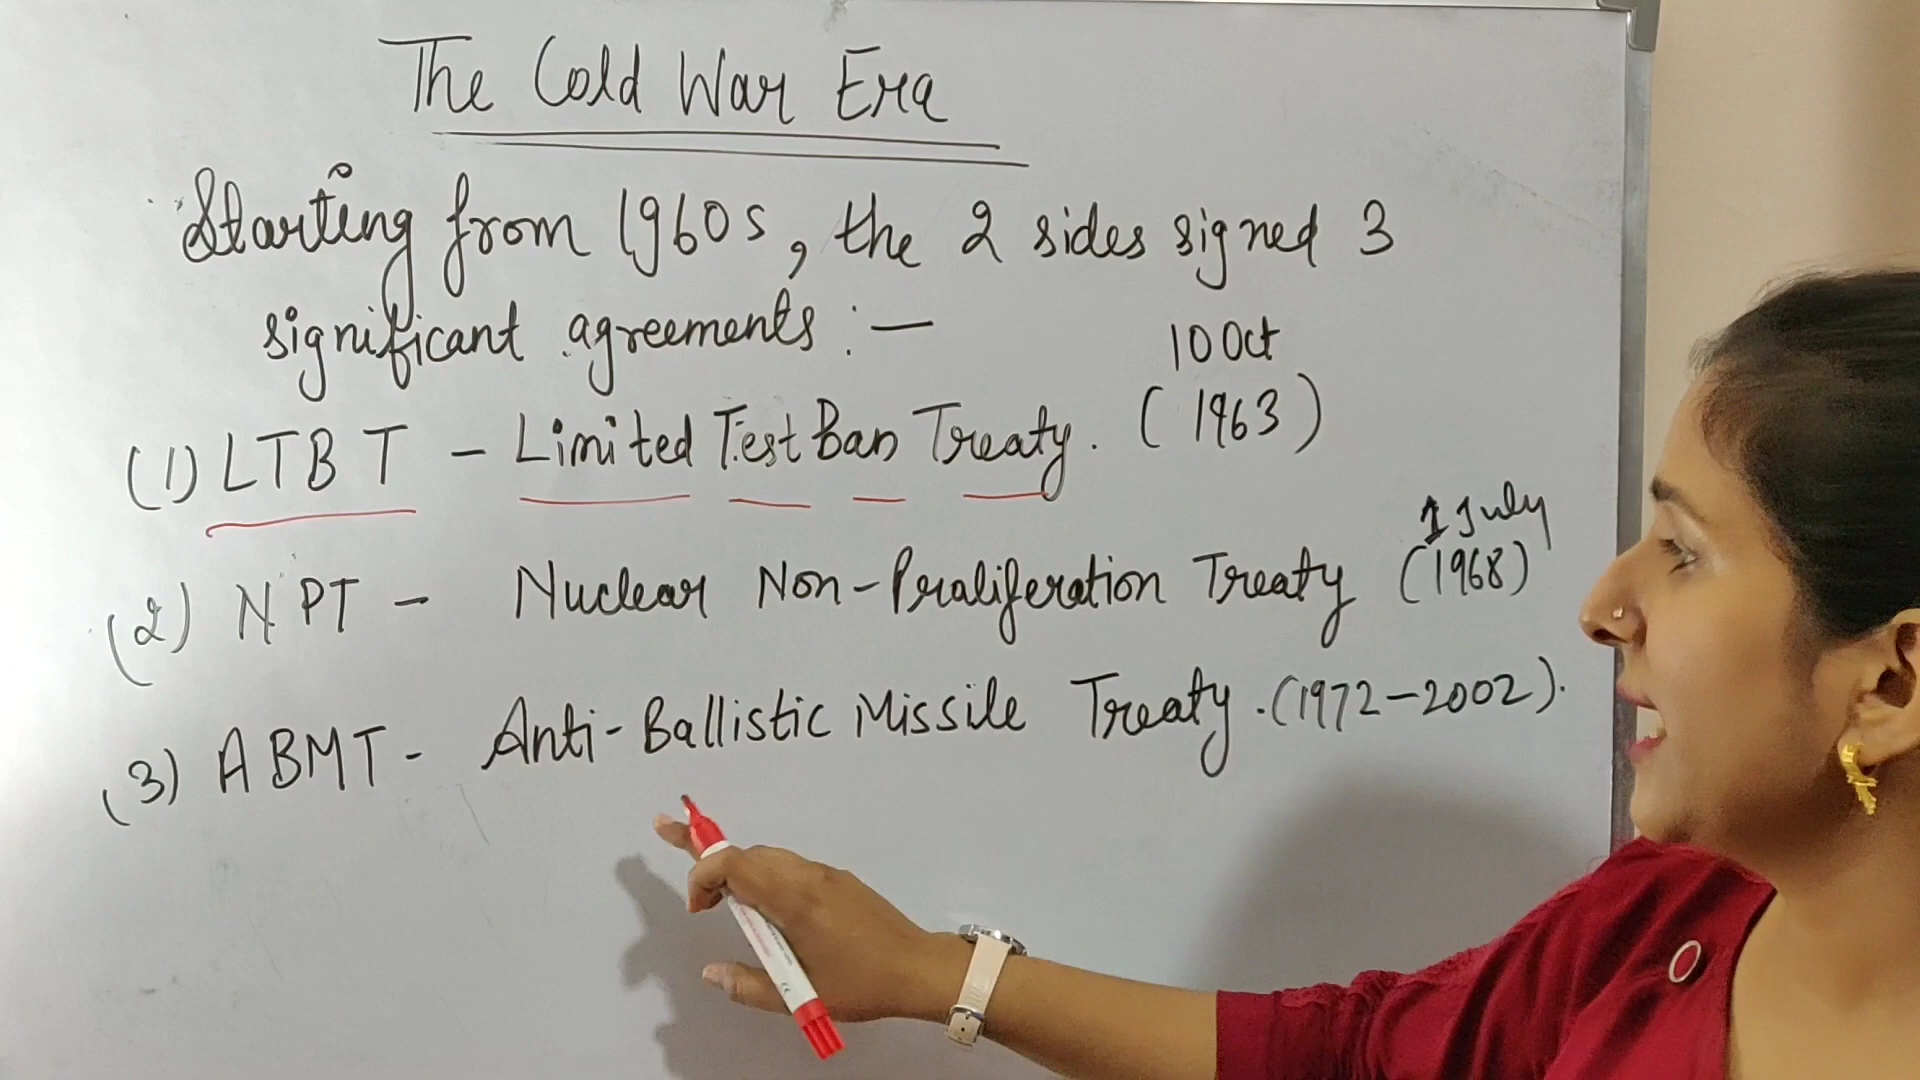 The Cold War Era
Starting from 1960s, the 2 sides signed 3
significant agreements :-
10 Oct
(1) LTBT - Limited Test Ban Treaty. (1963)
1 July
(2) NPT - Nuclear Non-Proliferation Treaty (1968)
(3) ABMT - Anti-Ballistic Missile Treaty. (1972-2002).